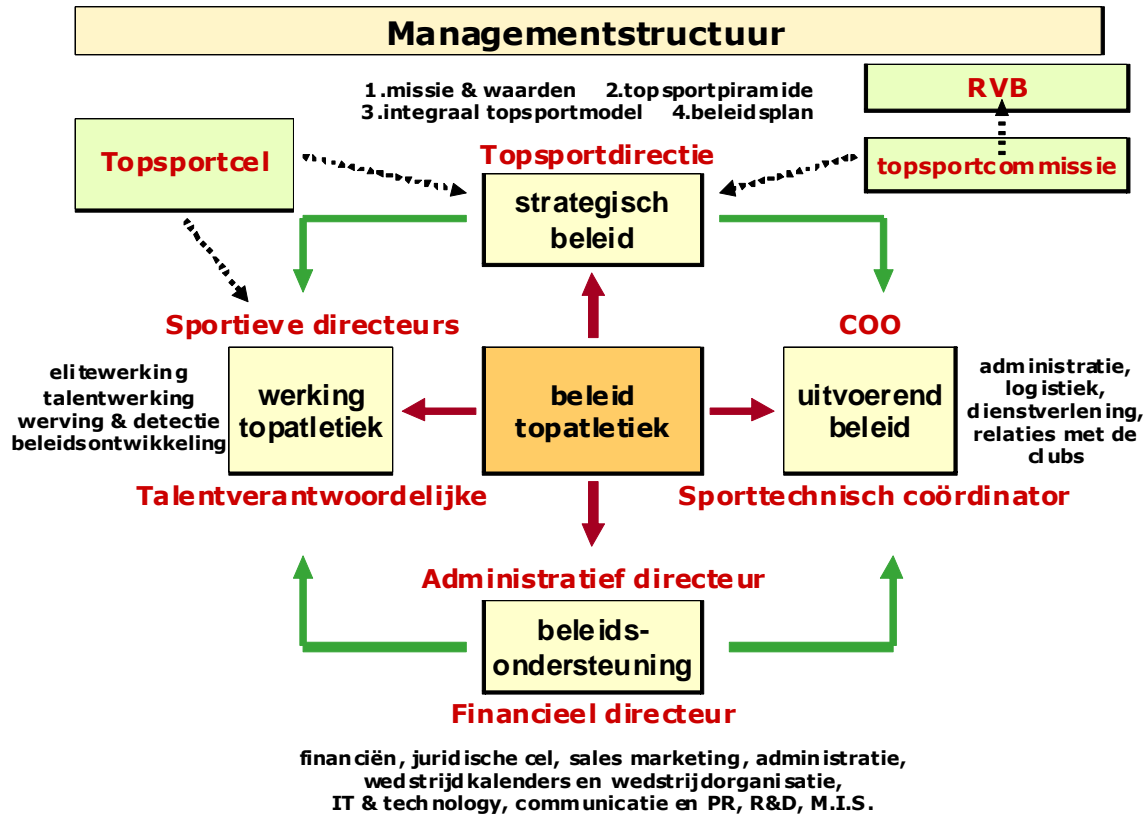 Managementstructuur
1.missie & waarden 2.topsportpiramide
3.integraal topsportmodel 4.beleidsplan
RVB
Topsportcel
Topsportdirectie
topsportcommissie
strategisch
beleid
Sportieve directeurs
COO
elitewerking
talentwerking
werving & detectie
beleidsontwikkeling
werking
topatletiek
beleid
topatletiek
uitvoerend
beleid
administratie,
logistiek,
dienstverlening,
relaties met de
clubs
Talentverantwoordelijke
Sporttechnisch coördinator
Administratief directeur
beleids-
ondersteuning
Financieel directeur
financiën, juridische cel, sales marketing, administratie,
wedstrijdkalenders en wedstrijdorganisatie,
IT & technology, communicatie en PR, R&D, M.I.S.